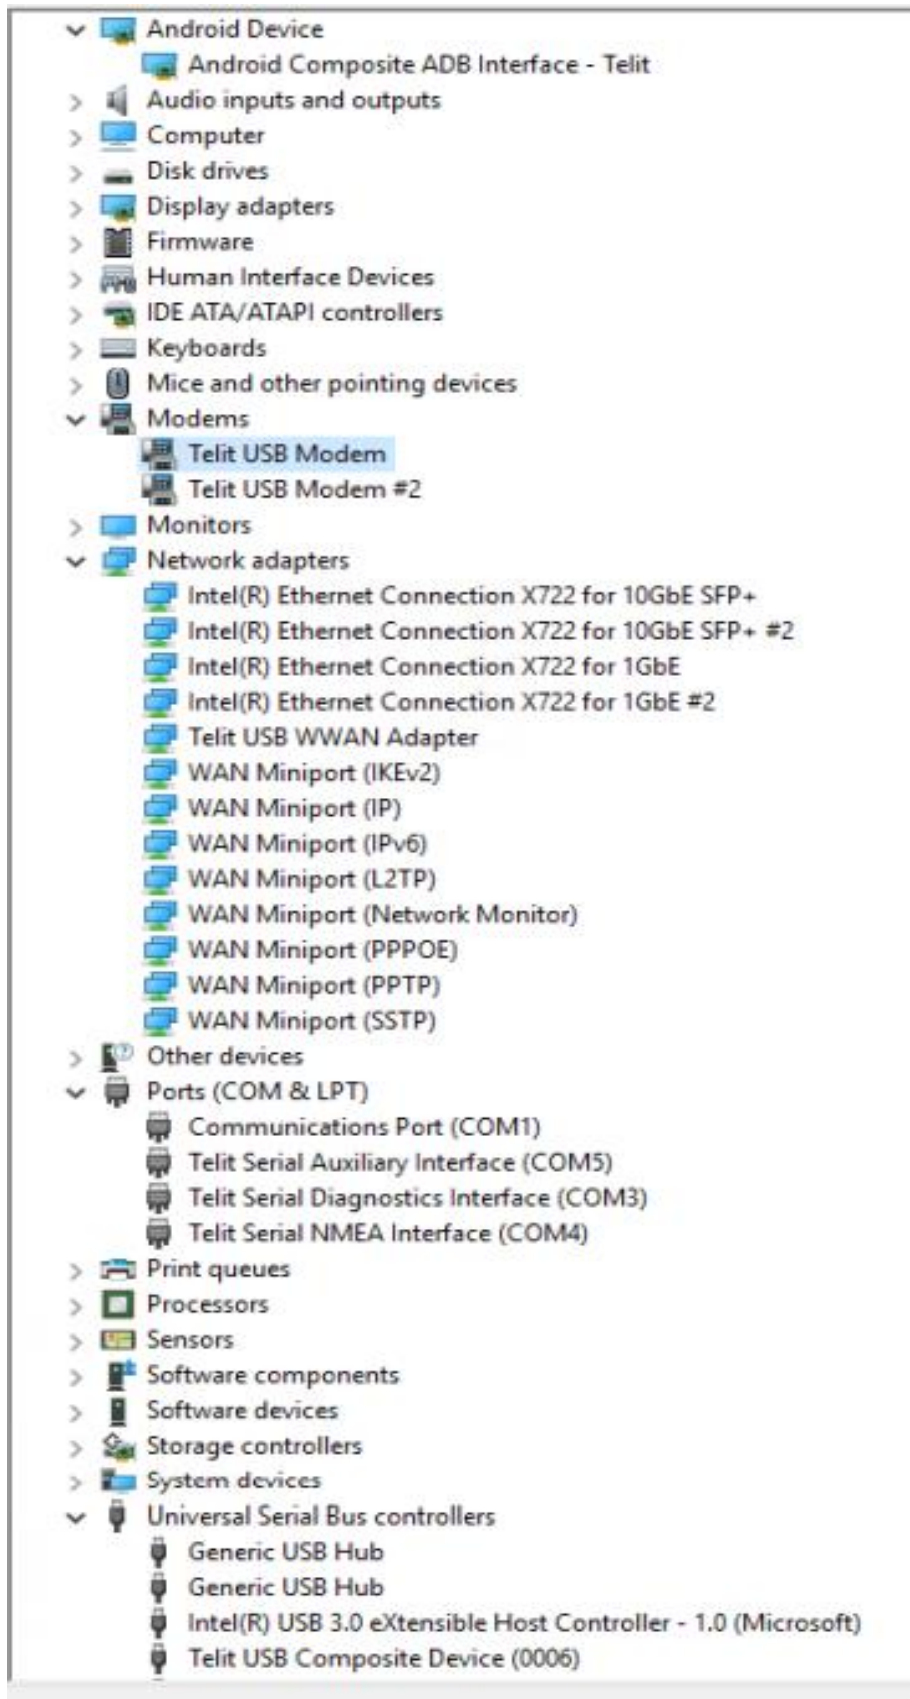 Android Device
Android Composite ADB Interface - Telit
Audio inputs and outputs
Computer
Disk drives
Display adapters
Firmware
Human Interface Devices
IDE ATA/ATAPI controllers
Keyboards
Mice and other pointing devices
Modems
Telit USB Modem
Telit USB Modem #2
Monitors
Network adapters
Intel(R) Ethernet Connection X722 for 10GbE SFP+
Intel(R) Ethernet Connection X722 for 10GbE SFP+ #2
Intel(R) Ethernet Connection X722 for 1GbE
Intel(R) Ethernet Connection X722 for 1GbE #2
Telit USB WWAN Adapter
WAN Miniport (IKEv2)
WAN Miniport (IP)
WAN Miniport (IPv6)
WAN Miniport (L2TP)
WAN Miniport (Network Monitor)
WAN Miniport (PPPOE)
WAN Miniport (PPTP)
WAN Miniport (SSTP)
Other devices
Ports (COM & LPT)
Communications Port (COM1)
Telit Serial Auxiliary Interface (COM5)
Telit Serial Diagnostics Interface (COM3)
Telit Serial NMEA Interface (COM4)
Print queues
Processors
Sensors
Software components
Software devices
Storage controllers
System devices
Universal Serial Bus controllers
Generic USB Hub
Generic USB Hub
Intel(R) USB 3.0 eXtensible Host Controller - 1.0 (Microsoft)
Telit USB Composite Device (0006)